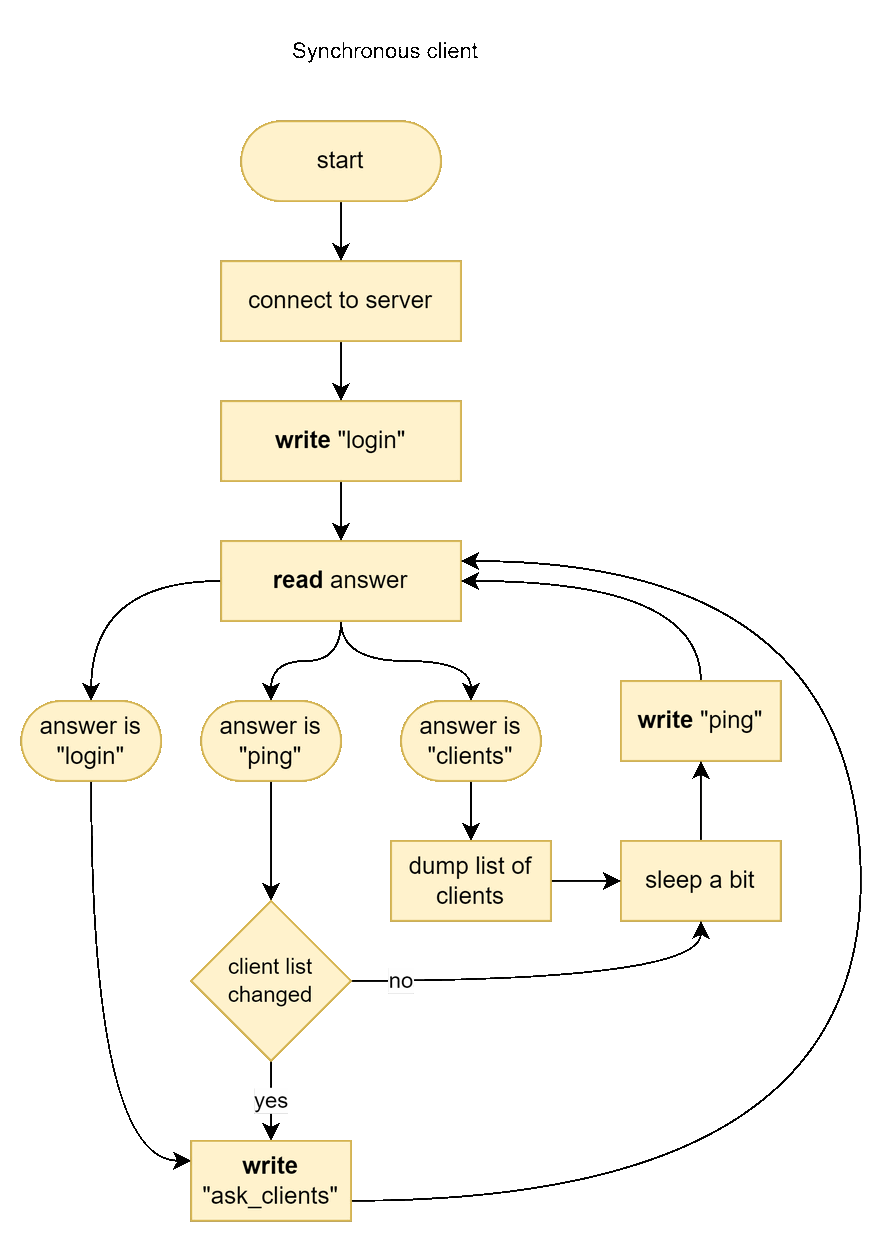 Synchronous client
start
connect to server
write "login"
read answer
answer is
"login"
answer is
"ping"
answer is
"clients"
write "ping"
dump list of
clients
sleep a bit
client list
changed
no
yes
write
"ask_clients"